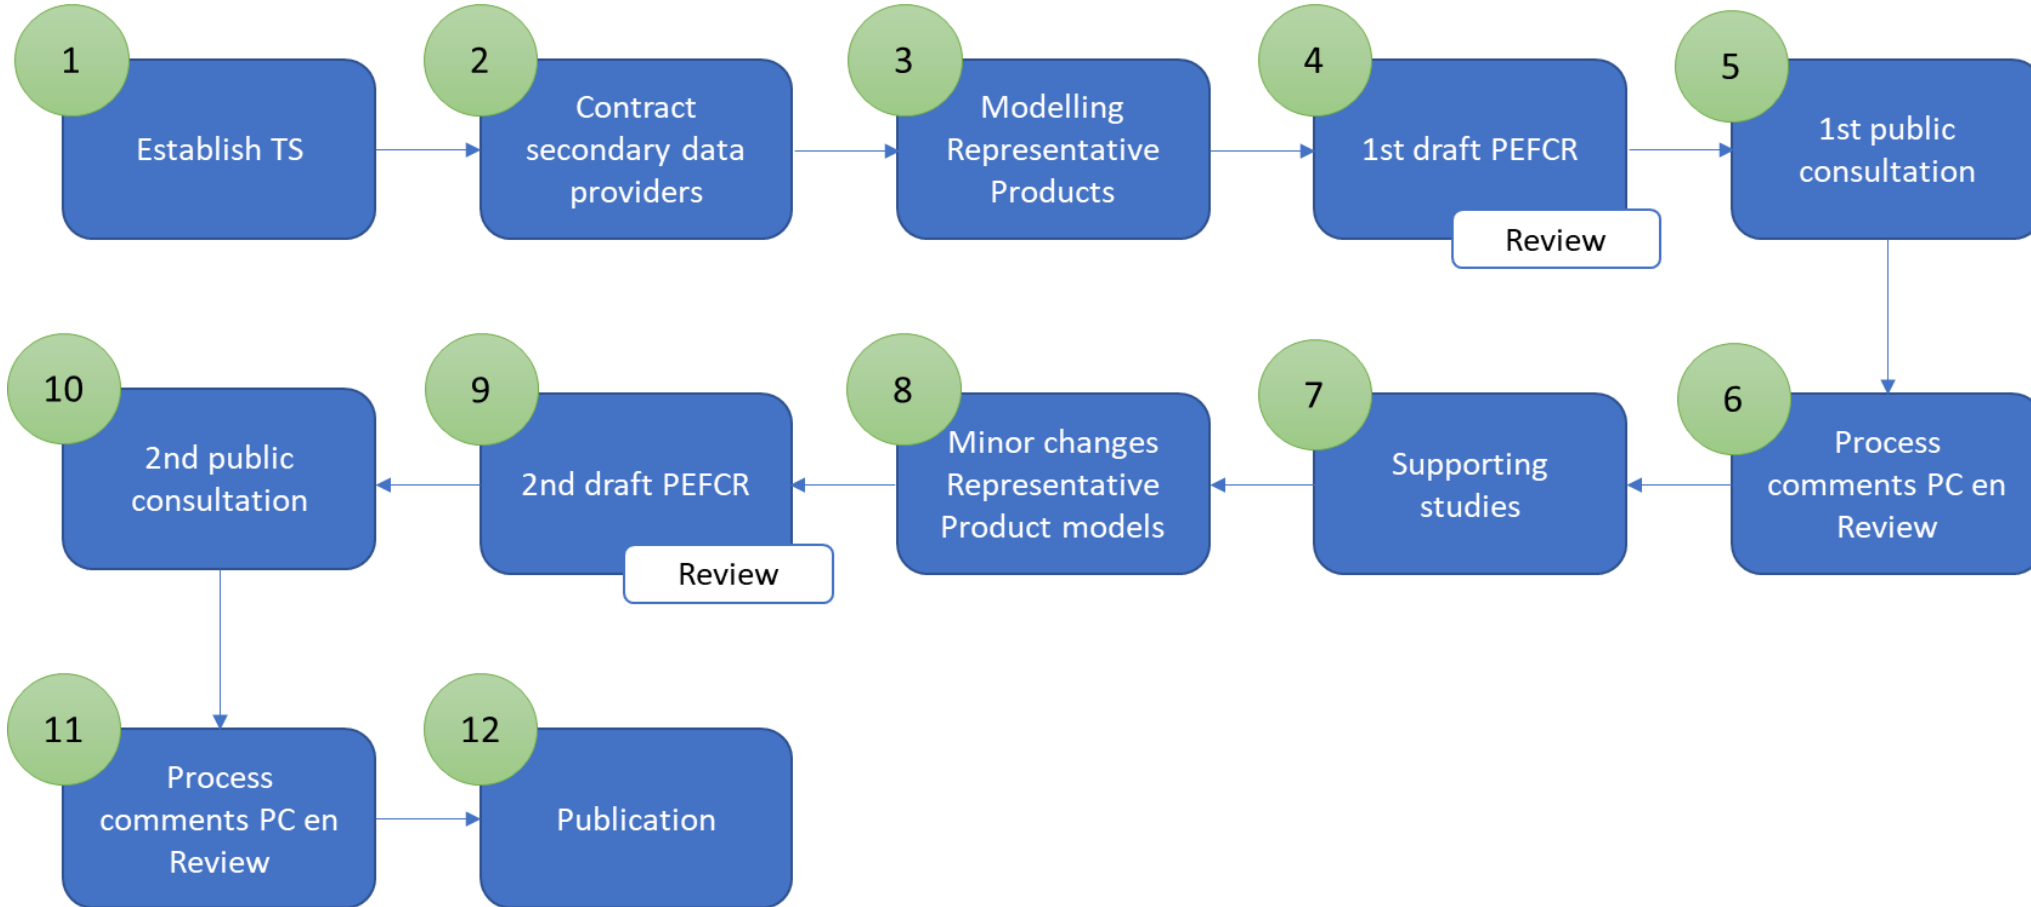 1
Establish TS
2
Contract
secondary data
providers
3
Modelling
Representative
Products
4
1st draft PEFCR
Review
5
1st public
consultation
6
Process
comments PC en
Review
7
Supporting
studies
8
Minor changes
Representative
Product models
9
2nd draft PEFCR
Review
10
2nd public
consultation
11
Process
comments PC en
Review
12
Publication